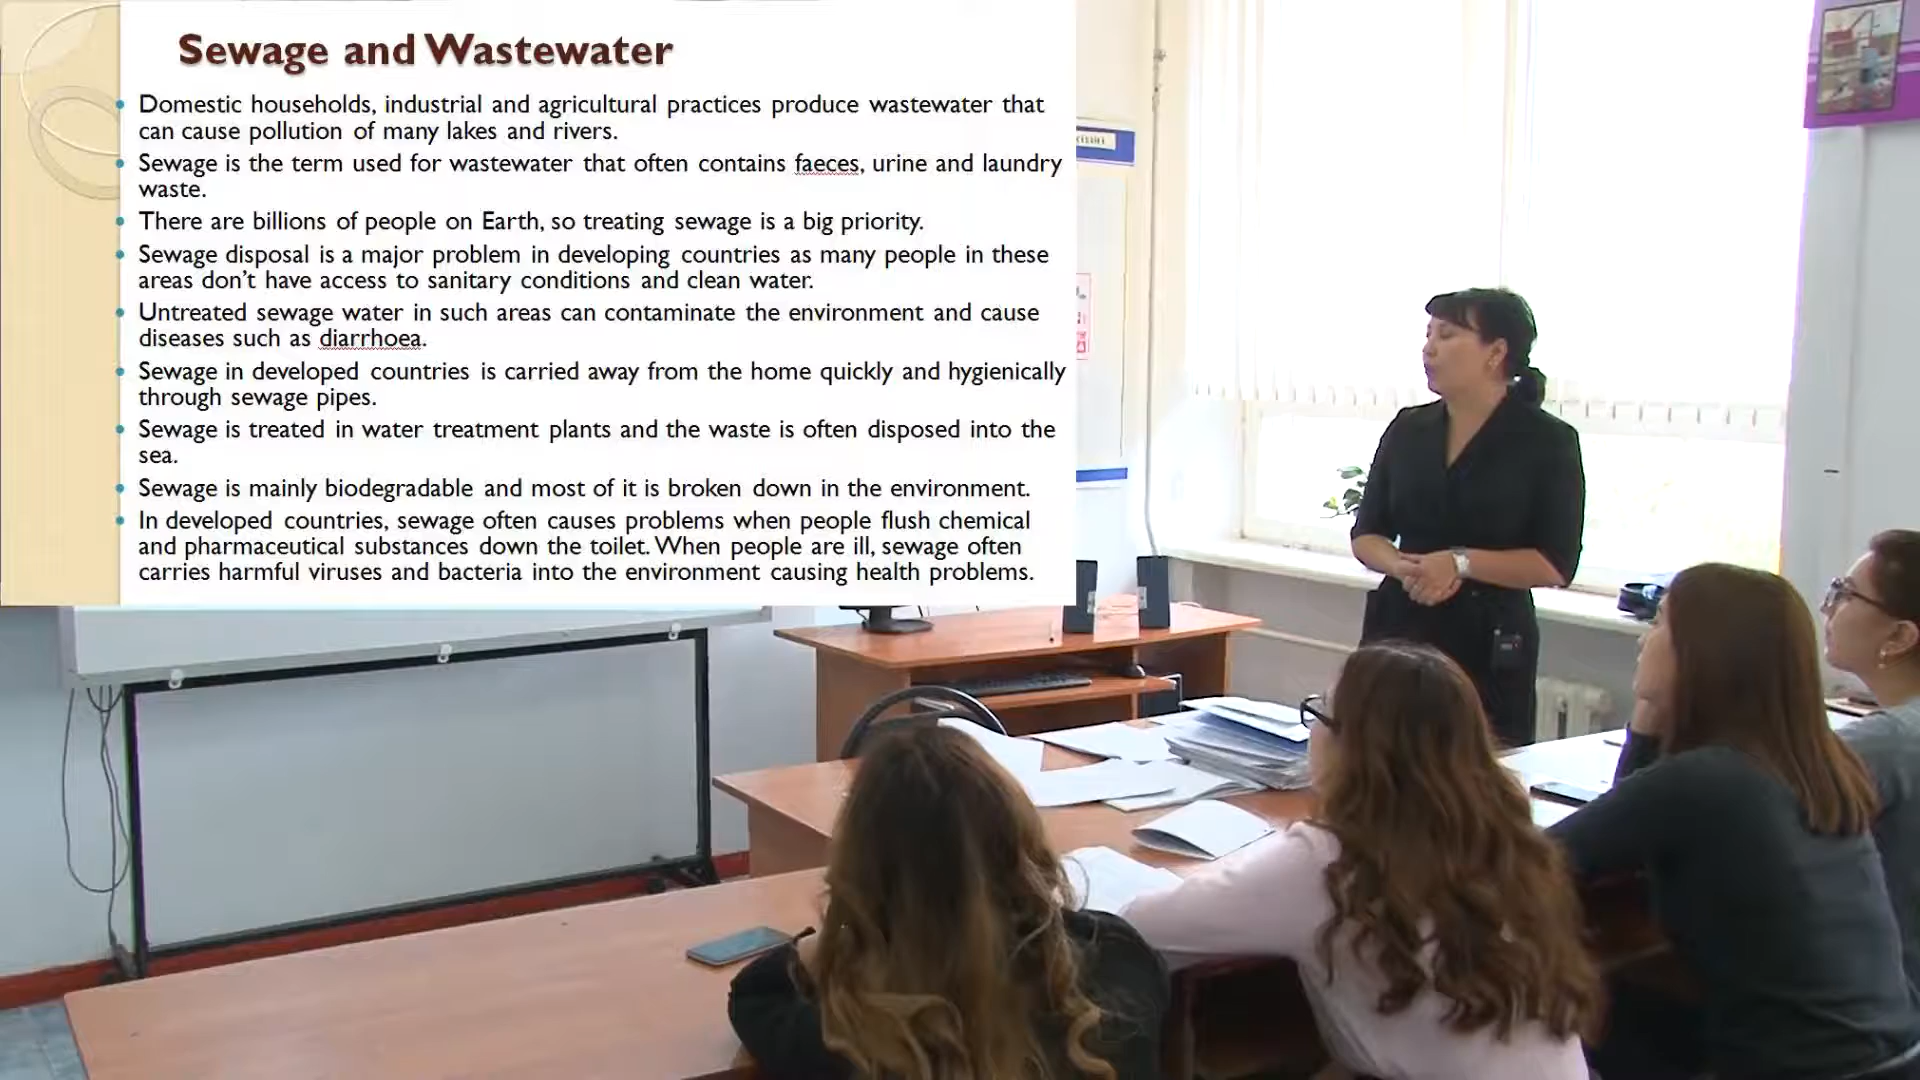 Sewage and Wastewater
Domestic households, industrial and agricultural practices produce wastewater that
can cause pollution of many lakes and rivers.
Sewage is the term used for wastewater that often contains faeces, urine and laundry
waste.
There are billions of people on Earth, so treating sewage is a big priority.
Sewage disposal is a major problem in developing countries as many people in these
areas don't have access to sanitary conditions and clean water.
Untreated sewage water in such areas can contaminate the environment and cause
diseases such as diarrhoea.
Sewage in developed countries is carried away from the home quickly and hygienically
through sewage pipes.
Sewage is treated in water treatment plants and the waste is often disposed into the
sea.
Sewage is mainly biodegradable and most of it is broken down in the environment.
In developed countries, sewage often causes problems when people flush chemical
and pharmaceutical substances down the toilet. When people are ill, sewage often
carries harmful viruses and bacteria into the environment causing health problems.